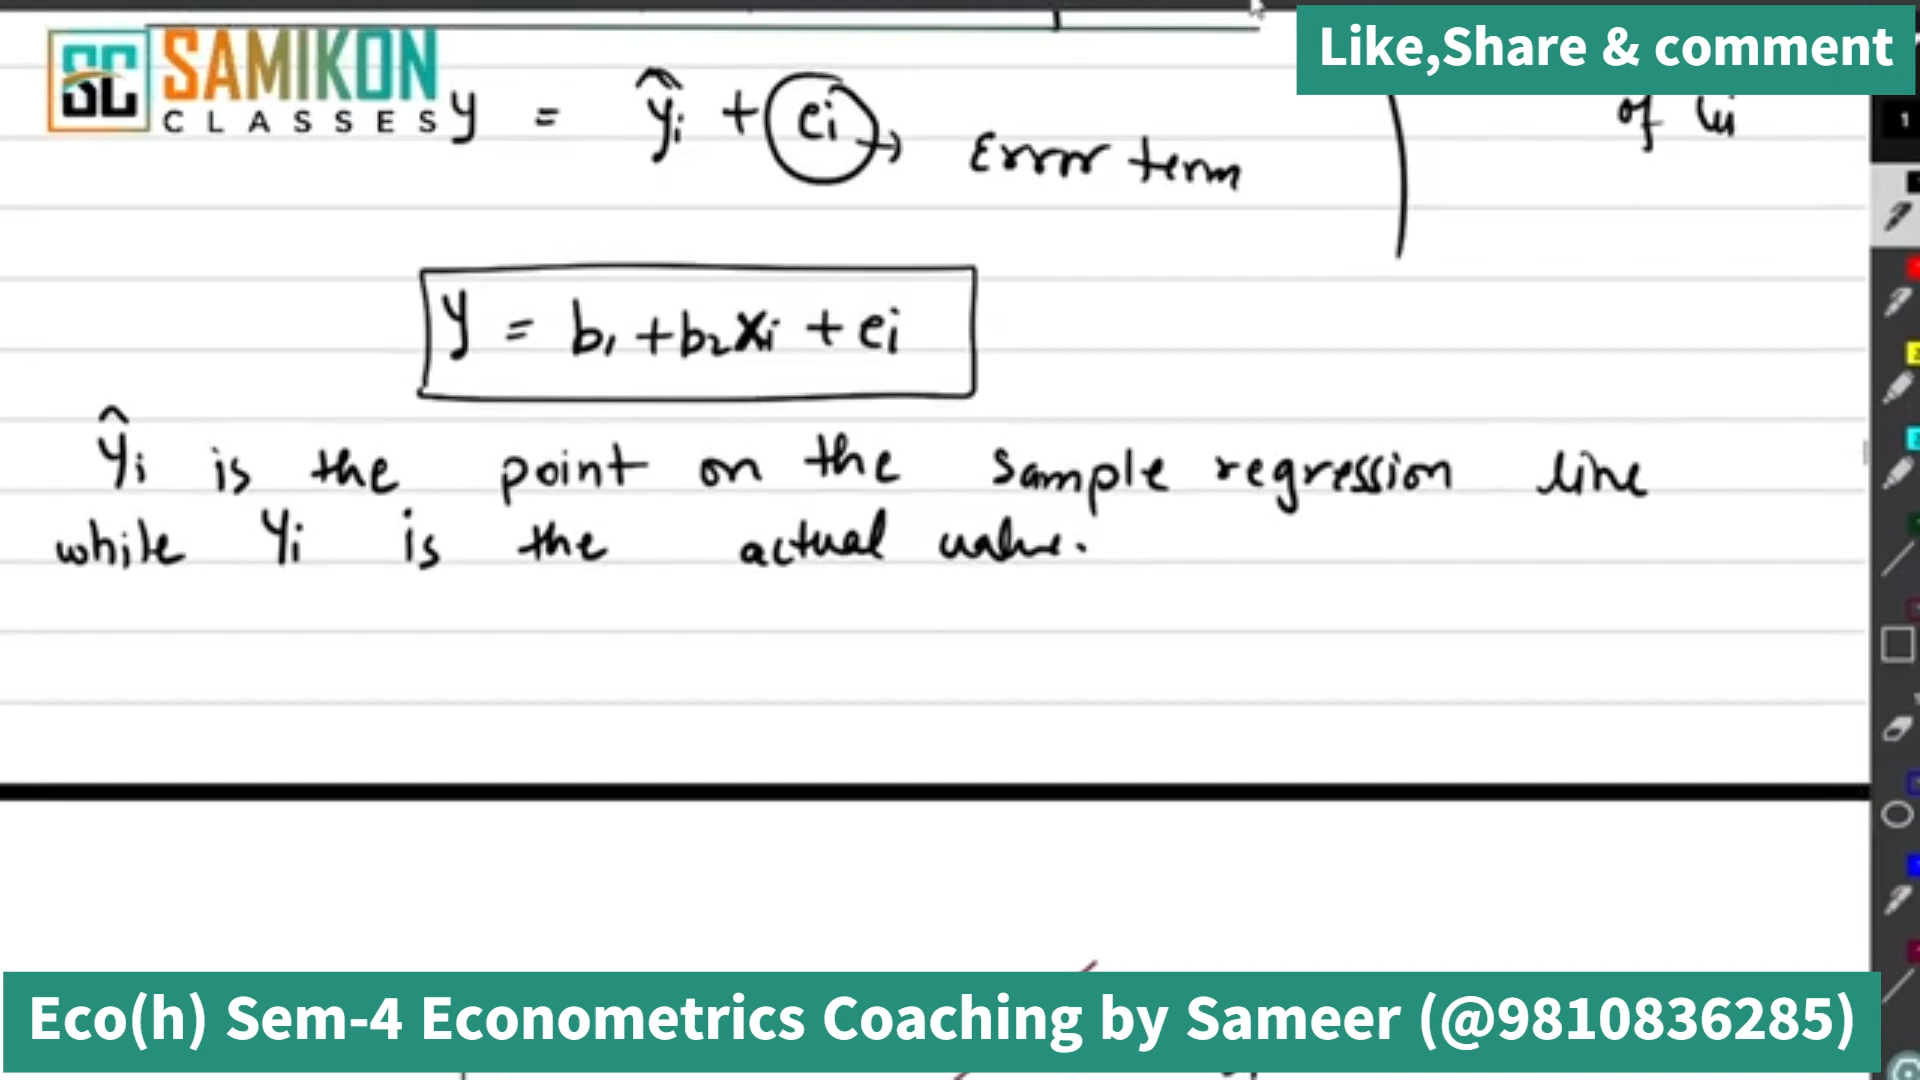 SC SAMIKON
CLASSES
Like,Share & comment
y = ŷi + ei → Error term
of ui
y = b1 + b2xi + ei
ŷi is the point on the sample regression line
while Yi is the actual value.
Eco(h) Sem-4 Econometrics Coaching by Sameer (@9810836285)